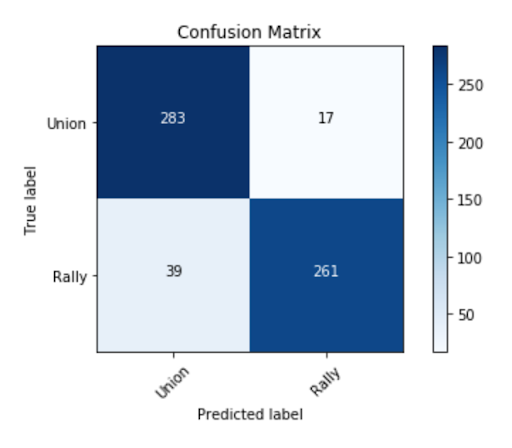 Confusion Matrix
Union
283
17
Rally
39
261
Union
Rally
True label
Predicted label
250
200
150
100
50